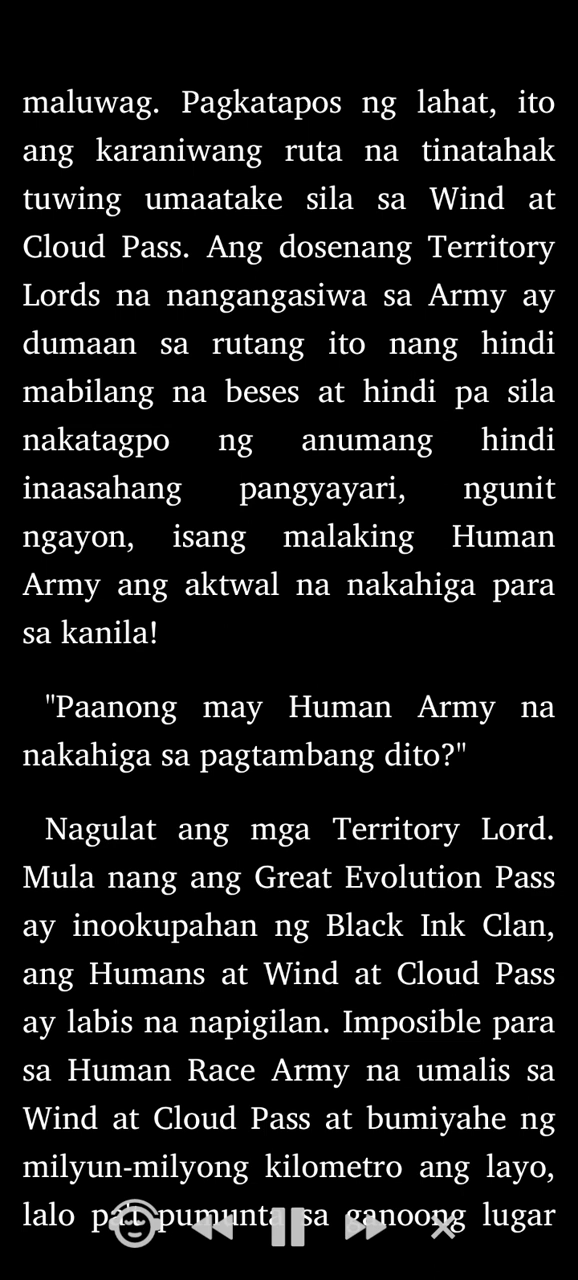 maluwag. Pagkatapos ng lahat, ito
ang karaniwang ruta na tinatahak
tuwing umaatake sila sa Wind at
Cloud Pass. Ang dosenang Territory
Lords na nangangasiwa sa Army ay
dumaan sa rutang ito nang hindi
mabilang na beses at hindi pa sila
nakatagpo ng anumang hindi
inaasahang pangyayari, ngunit
ngayon, isang malaking Human
Army ang aktwal na nakahiga para
sa kanila!
"Paanong may Human Army na
nakahiga sa pagtambang dito?"
Nagulat ang mga Territory Lord.
Mula nang ang Great Evolution Pass
ay inookupahan ng Black Ink Clan,
ang Humans at Wind at Cloud Pass
ay labis na napigilan. Imposible para
sa Human Race Army na umalis sa
Wind at Cloud Pass at bumiyahe ng
milyun-milyong kilometro ang layo,
lalo pa't pumunta sa ganoong lugar